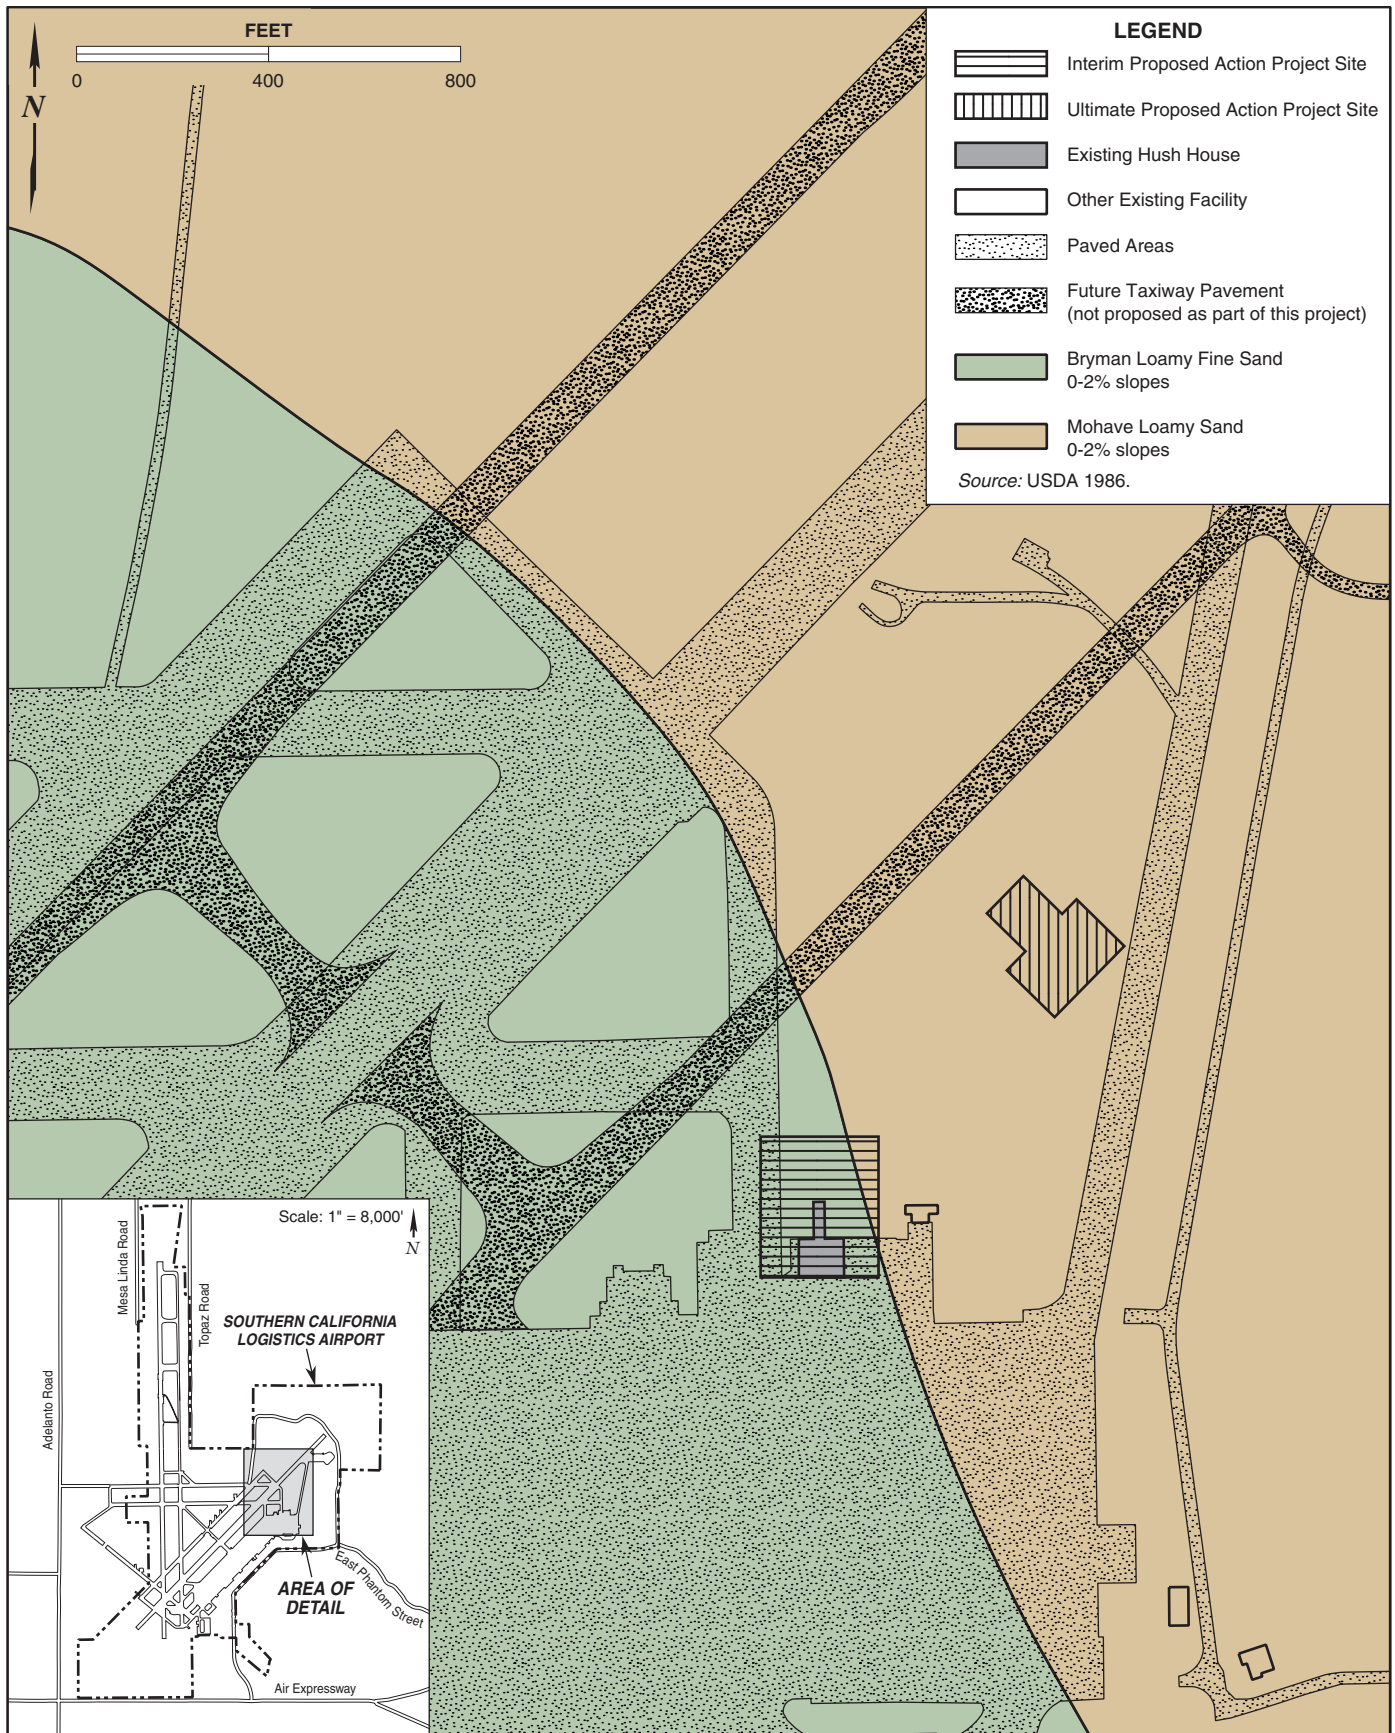 FEET
0 400 800
N
LEGEND
Interim Proposed Action Project Site
Ultimate Proposed Action Project Site
Existing Hush House
Other Existing Facility
Paved Areas
Future Taxiway Pavement
(not proposed as part of this project)
Bryman Loamy Fine Sand
0-2% slopes
Mohave Loamy Sand
0-2% slopes
Source: USDA 1986.
Scale: 1" = 8,000'
N
Mesa Linda Road
Topaz Road
Adelanto Road
SOUTHERN CALIFORNIA
LOGISTICS AIRPORT
AREA OF
DETAIL
East Phantom Street
Air Expressway